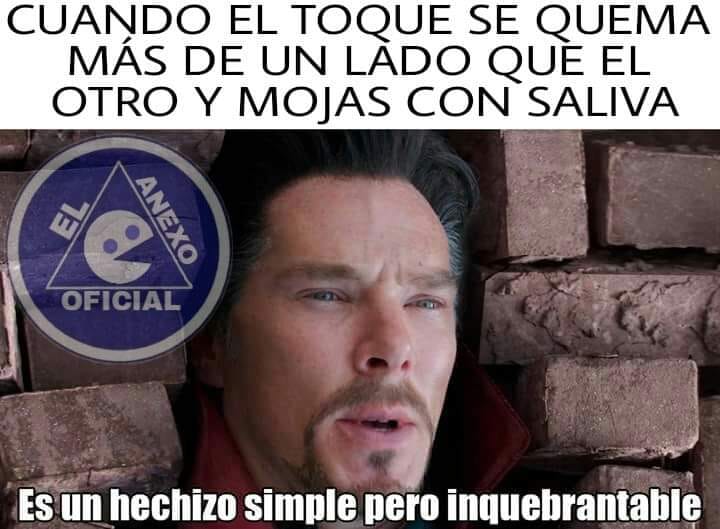 CUANDO EL TOQUE SE QUEMA
MÁS DE UN LADO QUE EL
OTRO Y MOJAS CON SALIVA
EL
ANEXO
OFICIAL
Es un hechizo simple pero inquebrantable